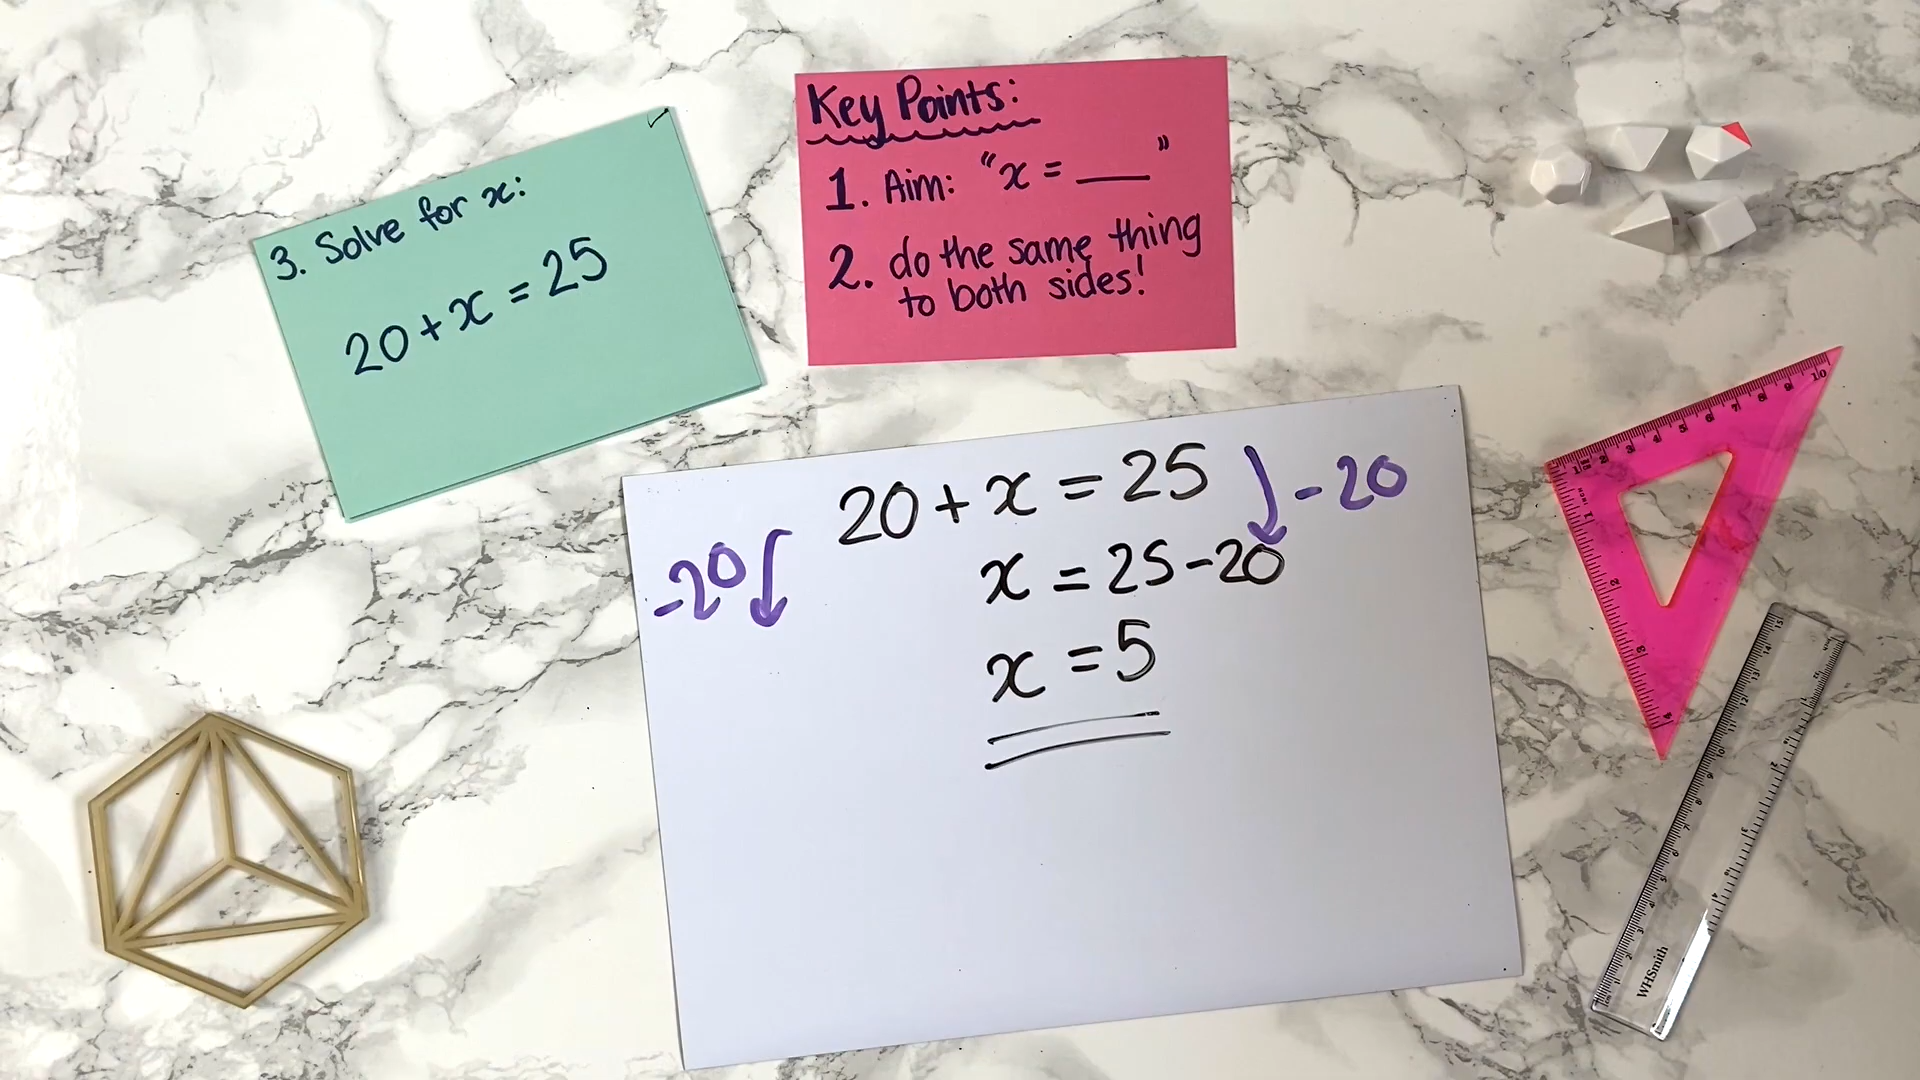 3. Solve for x:
20 + x = 25
Key Points:
1. Aim: "x = ___"
2. do the same thing
to both sides!
20 + x = 25
-20
-20
x = 25 - 20
x = 5
WHSmith